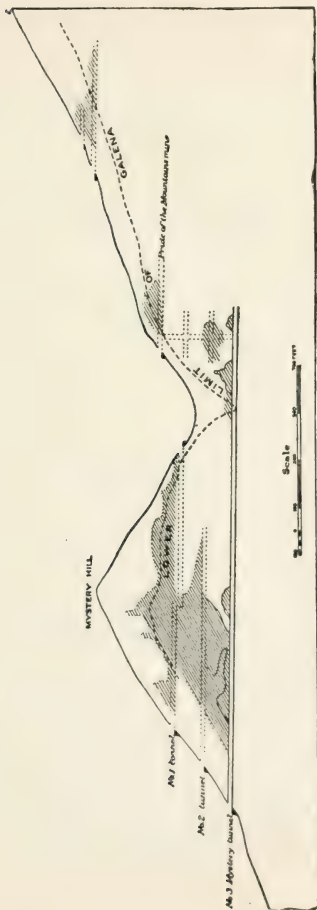 MYSTERY HILL
LOWER
LIMIT
OF
GALENA
Pride of the Mountains mine
No.1 tunnel
No.2 tunnel
No.3 Mystery tunnel
Scale